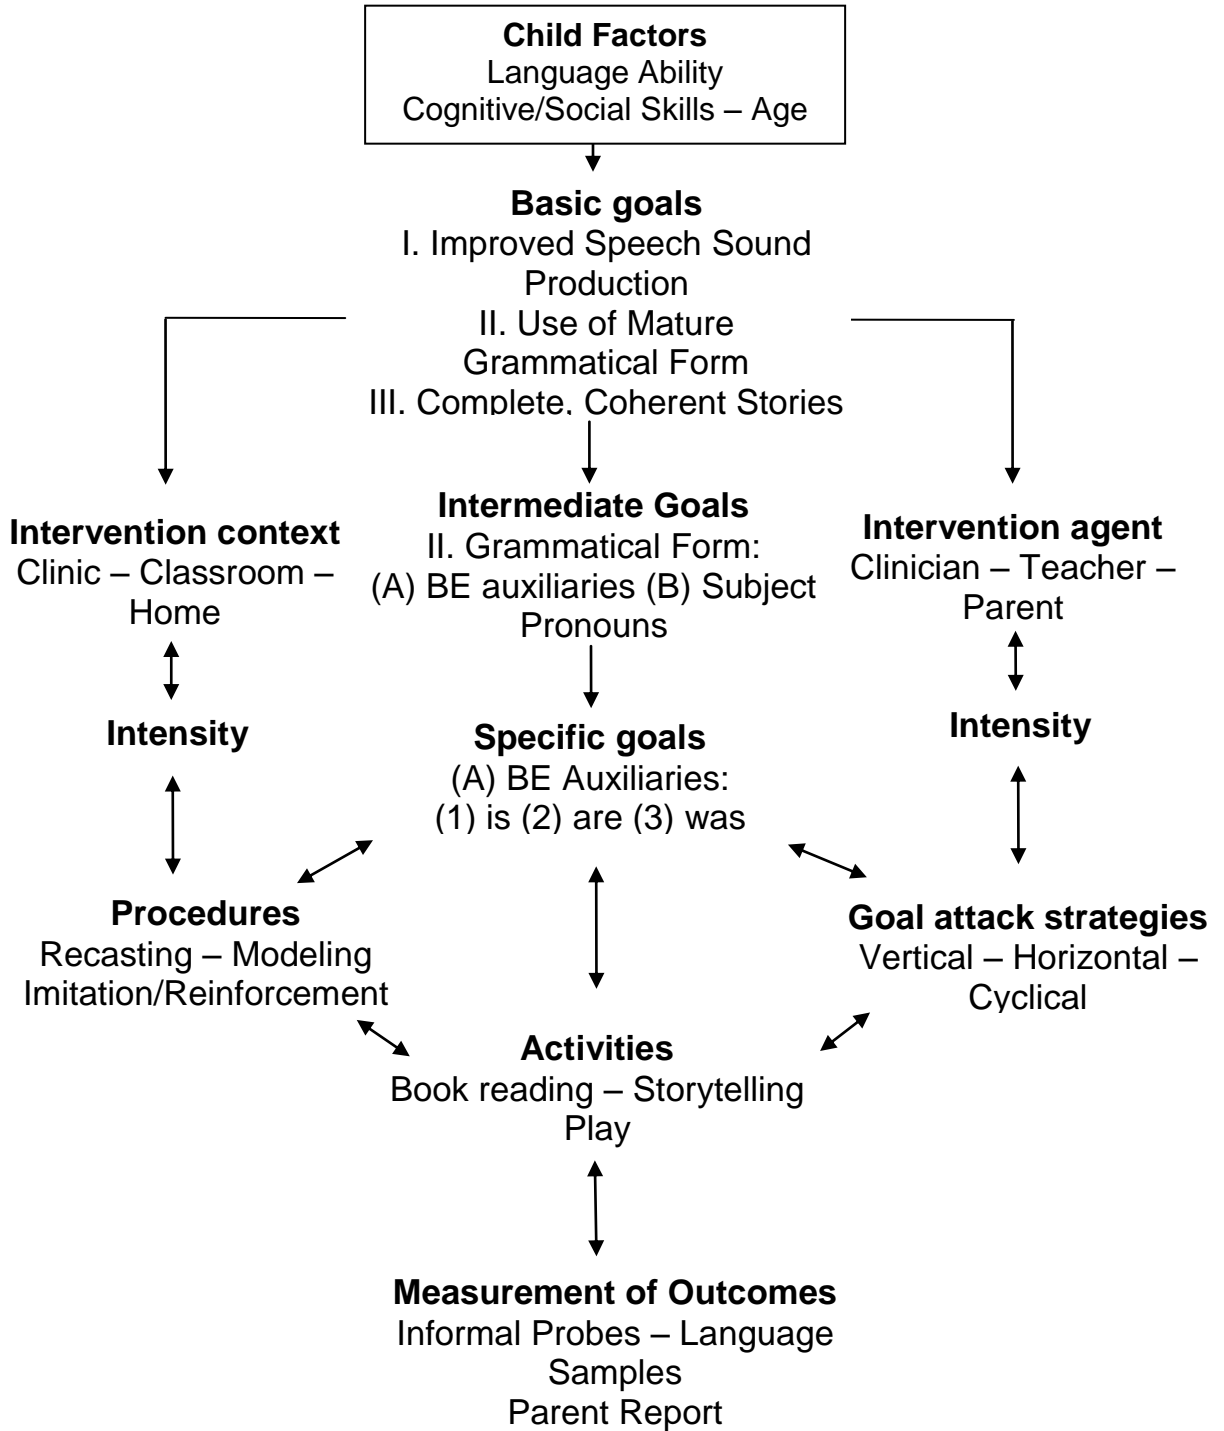 Child Factors
Language Ability
Cognitive/Social Skills – Age
Basic goals
I. Improved Speech Sound
Production
II. Use of Mature
Grammatical Form
III. Complete, Coherent Stories
Intervention context
Clinic – Classroom –
Home
Intermediate Goals
II. Grammatical Form:
(A) BE auxiliaries (B) Subject
Pronouns
Intervention agent
Clinician – Teacher –
Parent
Intensity
Specific goals
(A) BE Auxiliaries:
(1) is (2) are (3) was
Intensity
Procedures
Recasting – Modeling
Imitation/Reinforcement
Goal attack strategies
Vertical – Horizontal –
Cyclical
Activities
Book reading – Storytelling
Play
Measurement of Outcomes
Informal Probes – Language
Samples
Parent Report